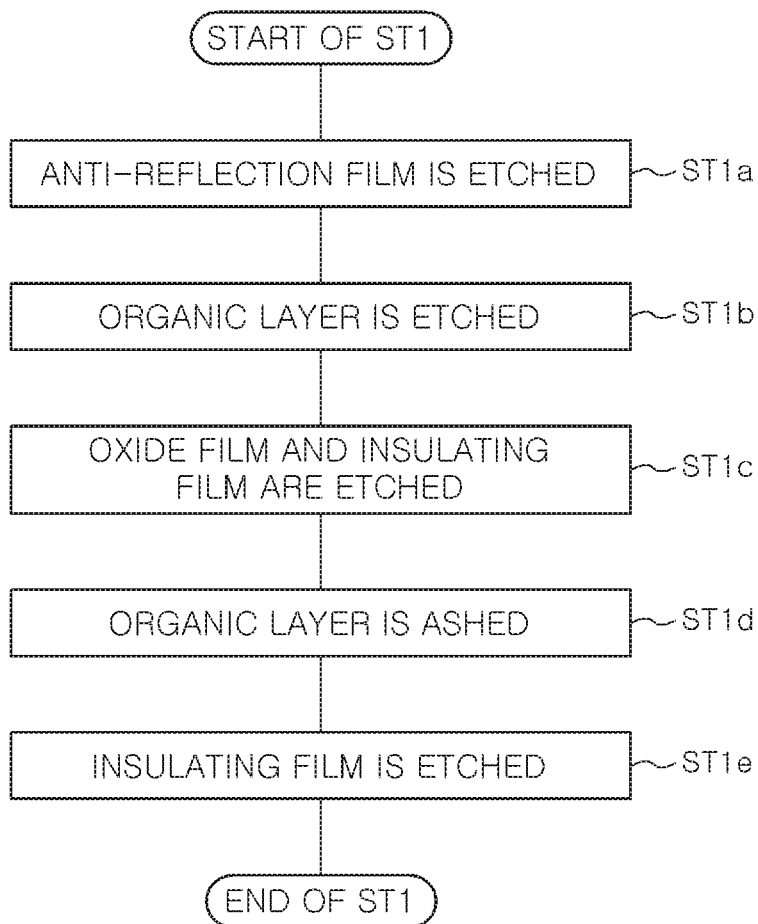 START OF ST1
ANTI-REFLECTION FILM IS ETCHED
ST1a
ORGANIC LAYER IS ETCHED
ST1b
OXIDE FILM AND INSULATING
FILM ARE ETCHED
ST1c
ORGANIC LAYER IS ASHED
ST1d
INSULATING FILM IS ETCHED
ST1e
END OF ST1